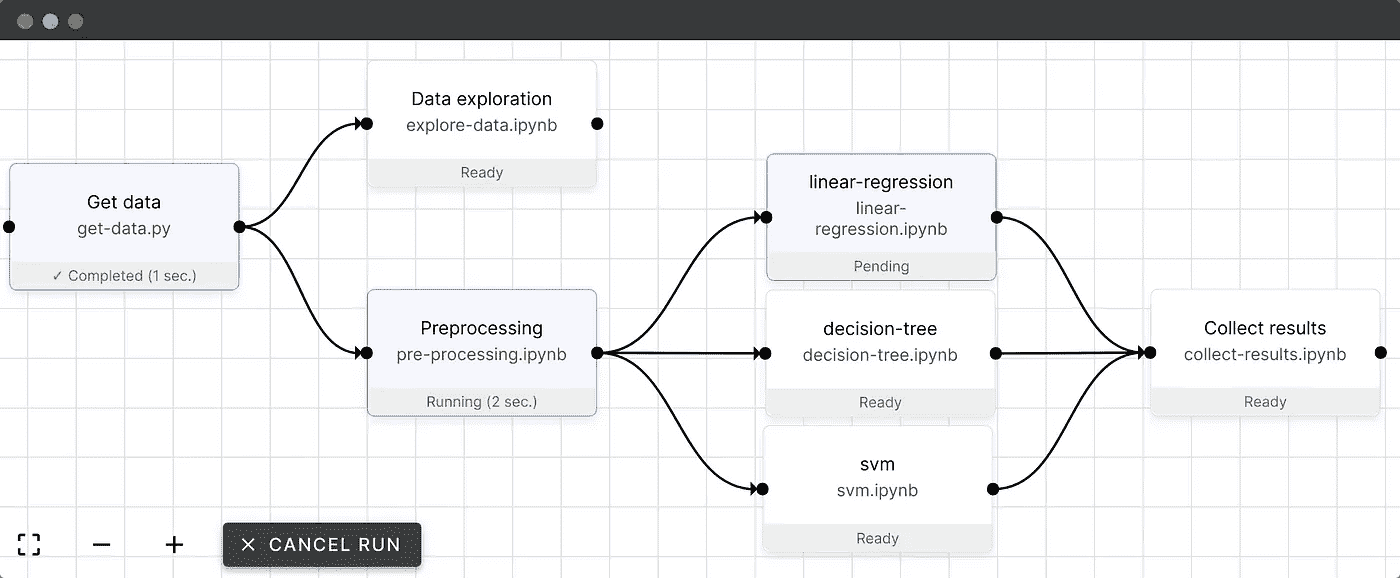 Data exploration
explore-data.ipynb
Ready
Get data
get-data.py
✓ Completed (1 sec.)
Preprocessing
pre-processing.ipynb
Running (2 sec.)
linear-regression
linear-
regression.ipynb
Pending
decision-tree
decision-tree.ipynb
Ready
svm
svm.ipynb
Ready
Collect results
collect-results.ipynb
Ready
CANCEL RUN